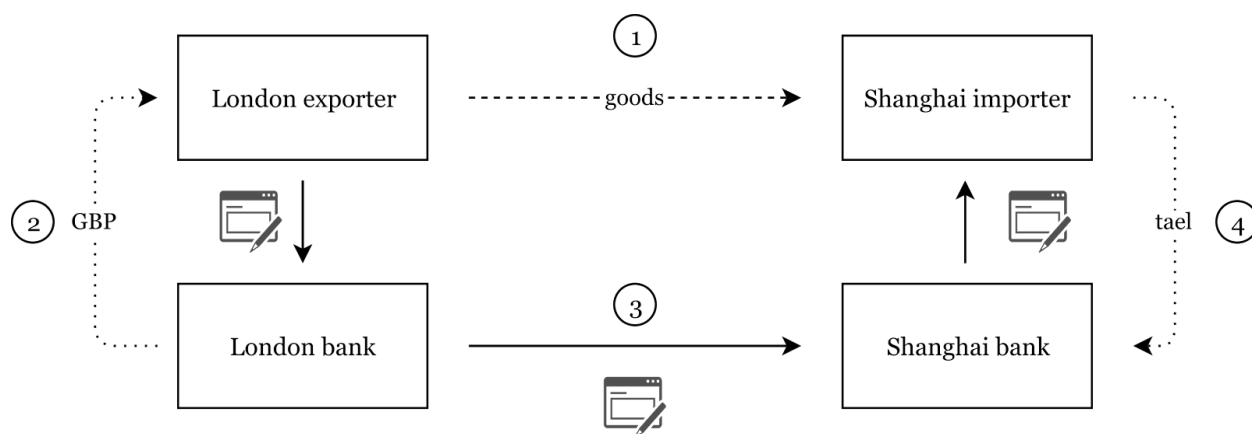 1
London exporter
goods
Shanghai importer
2
GBP
tael
4
3
London bank
Shanghai bank